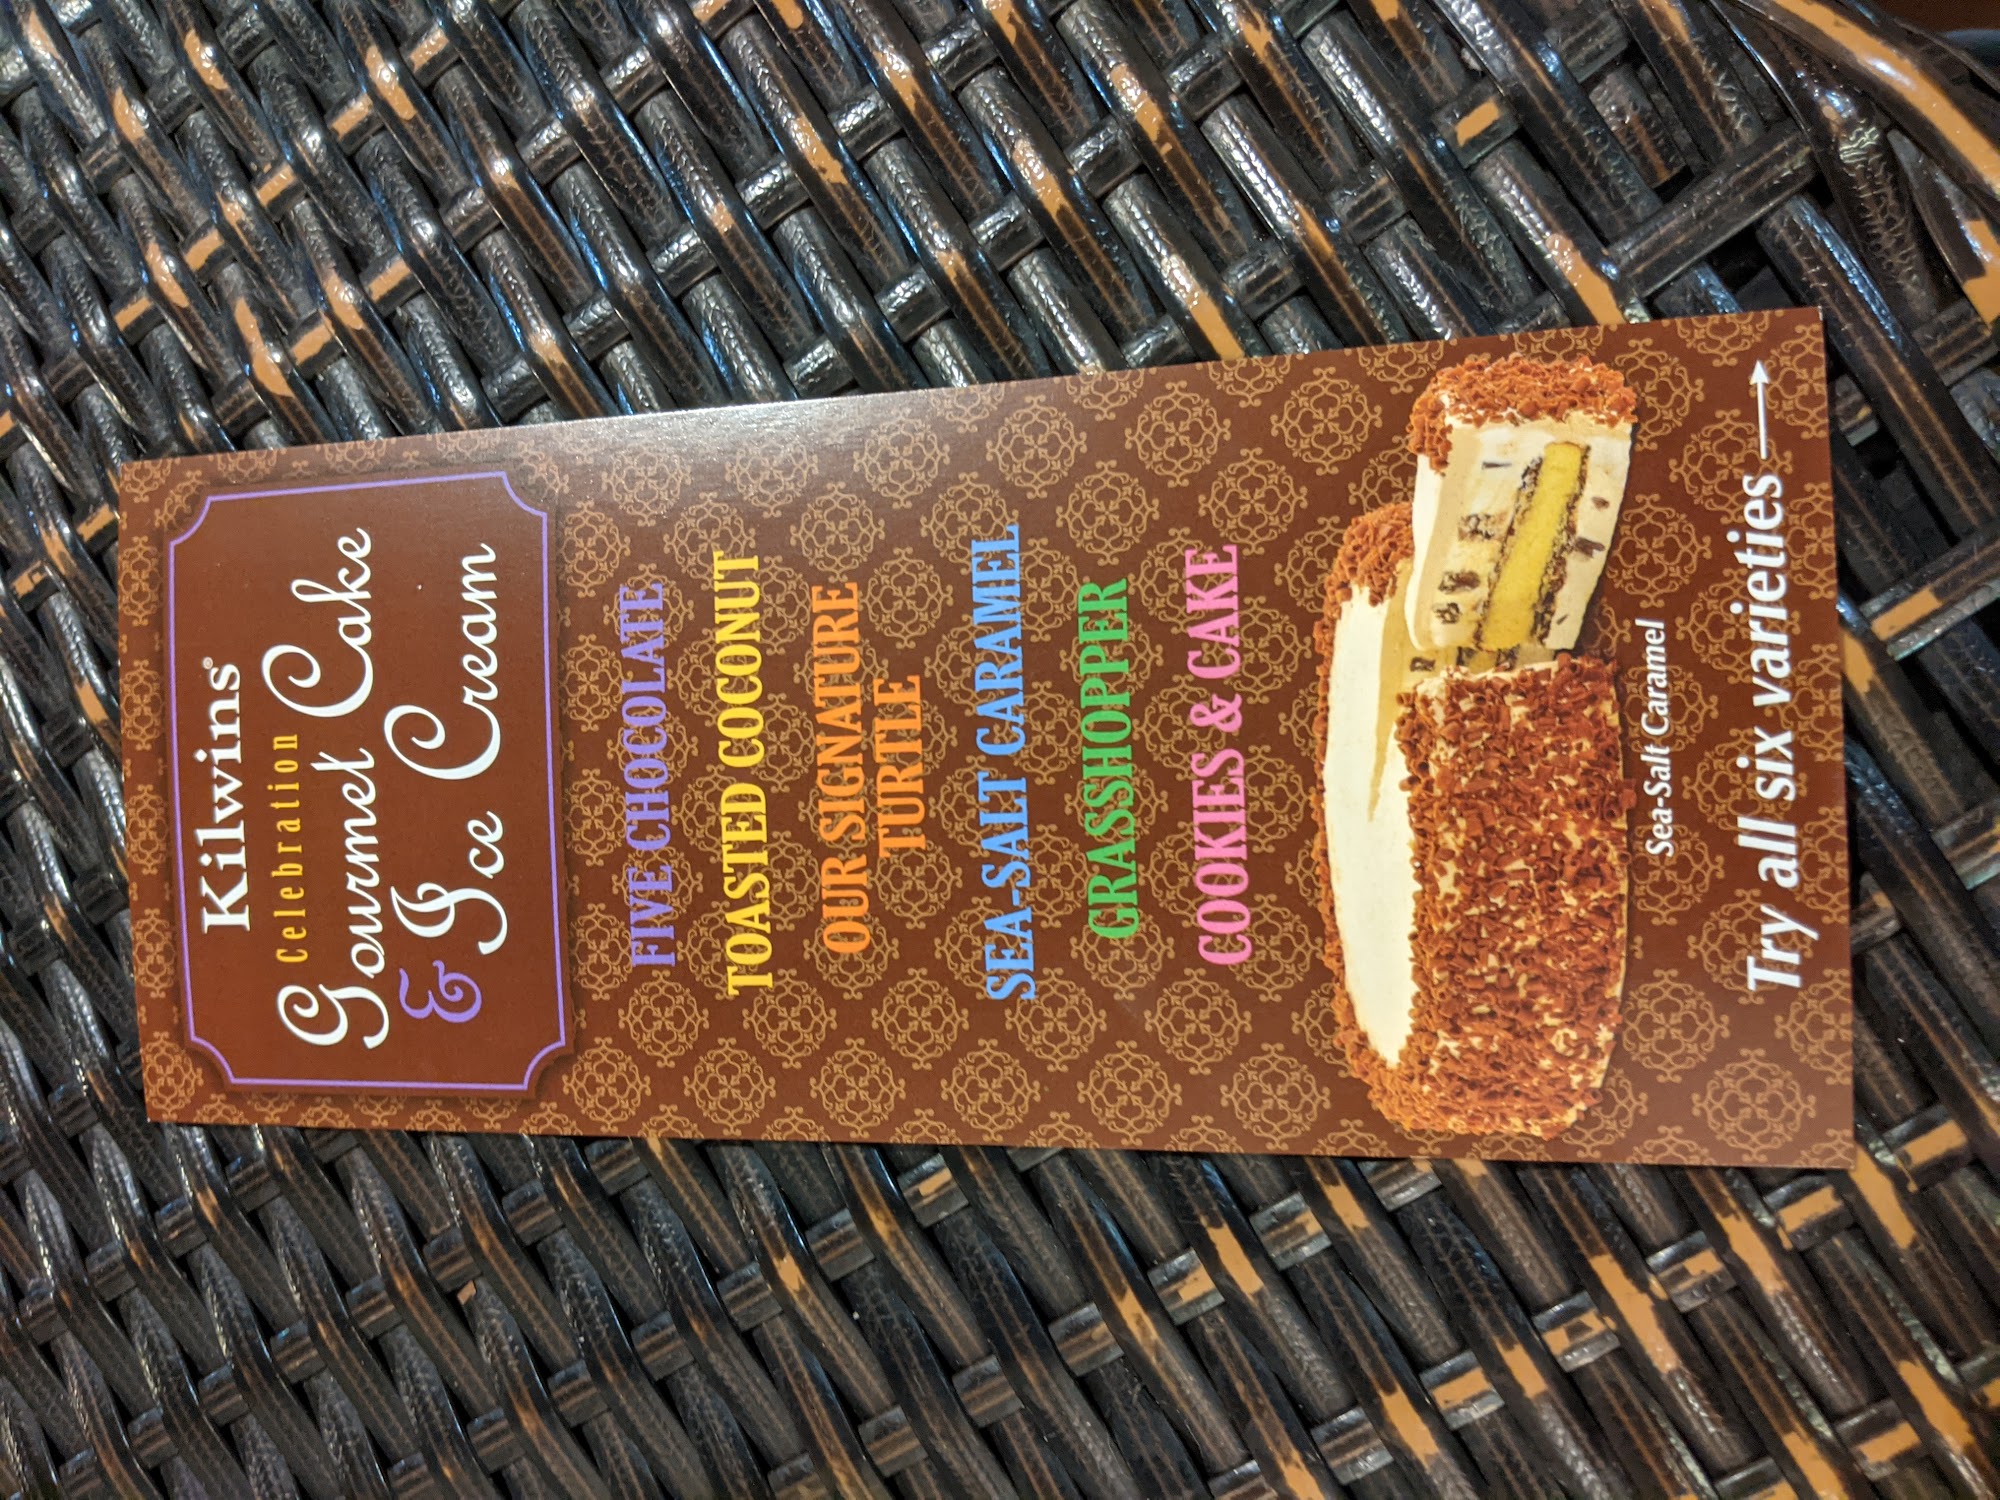 Kilwins®
Celebration
Gourmet Cake
& Ice Cream
FIVE CHOCOLATE
TOASTED COCONUT
OUR SIGNATURE
TURTLE
SEA-SALT CARAMEL
GRASSHOPPER
COOKIES & CAKE
Sea-Salt Caramel
Try all six varieties